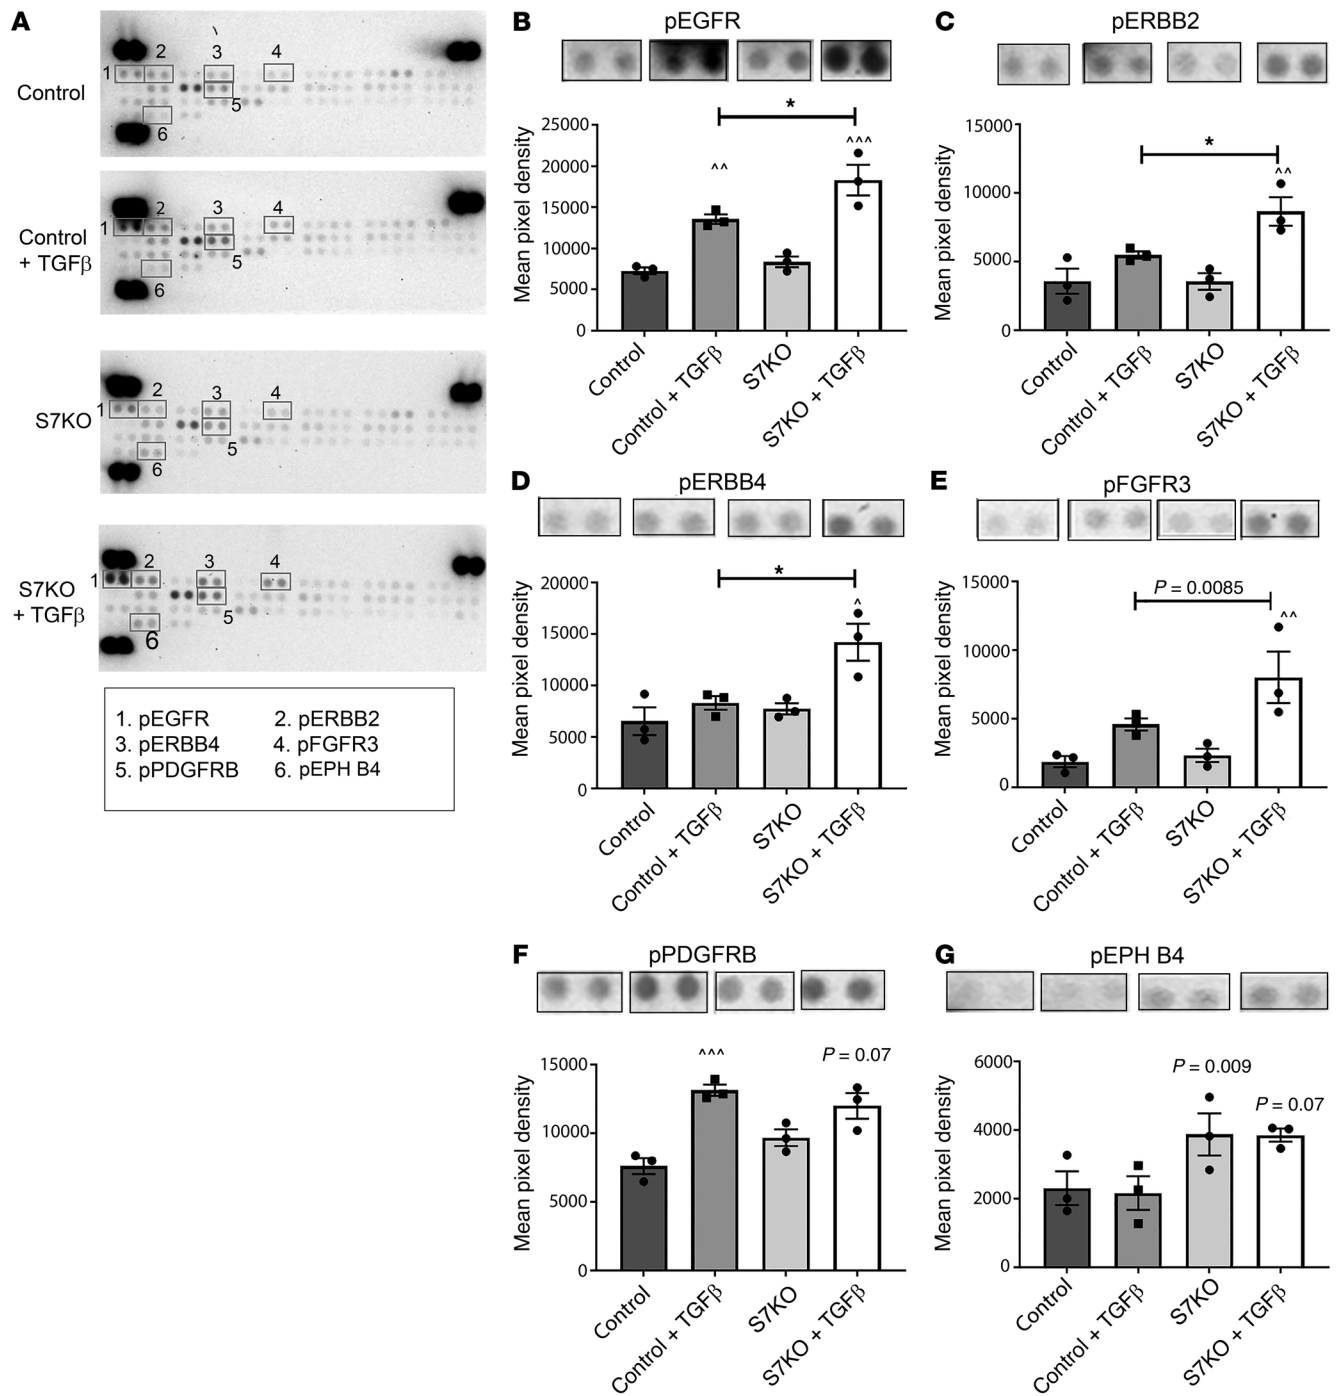 A
Control
1
2
3
4
5
6
Control
+ TGFβ
1
2
3
4
5
6
S7KO
1
2
3
4
5
6
S7KO
+ TGFβ
1
2
3
4
5
6
1. pEGFR 2. pERBB2
3. pERBB4 4. pFGFR3
5. pPDGFRB 6. pEPH B4
B
pEGFR
*
^^
^^^
Mean pixel density
25000
20000
15000
10000
5000
0
Control
Control + TGFβ
S7KO
S7KO + TGFβ
C
pERBB2
*
^^
Mean pixel density
15000
10000
5000
0
Control
Control + TGFβ
S7KO
S7KO + TGFβ
D
pERBB4
*
^
Mean pixel density
20000
15000
10000
5000
0
Control
Control + TGFβ
S7KO
S7KO + TGFβ
E
pFGFR3
P = 0.0085
^^
Mean pixel density
15000
10000
5000
0
Control
Control + TGFβ
S7KO
S7KO + TGFβ
F
pPDGFRB
^^^
P = 0.07
Mean pixel density
15000
10000
5000
0
Control
Control + TGFβ
S7KO
S7KO + TGFβ
G
pEPH B4
P = 0.009
P = 0.07
Mean pixel density
6000
4000
2000
0
Control
Control + TGFβ
S7KO
S7KO + TGFβ